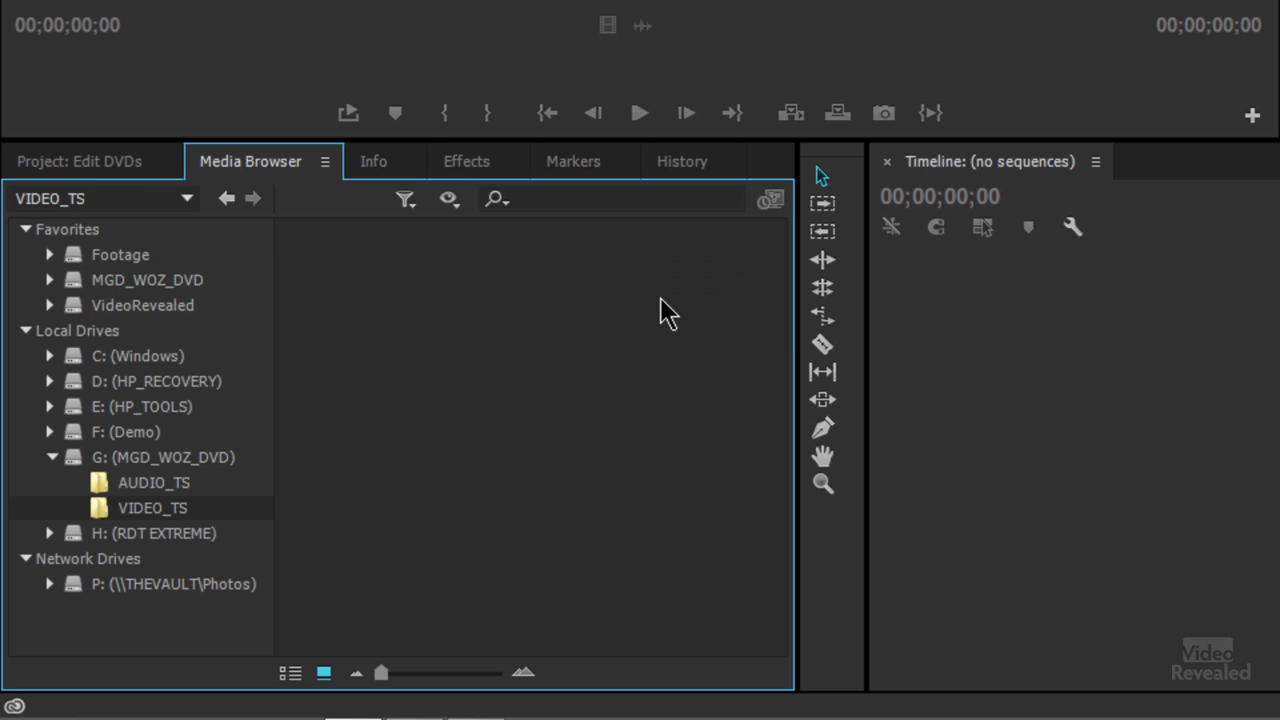 00;00;00;00
00;00;00;00
Project: Edit DVDs
Media Browser
Info
Effects
Markers
History
Timeline: (no sequences)
VIDEO_TS
00;00;00;00
Favorites
Footage
MGD_WOZ_DVD
VideoRevealed
Local Drives
C: (Windows)
D: (HP_RECOVERY)
E: (HP_TOOLS)
F: (Demo)
G: (MGD_WOZ_DVD)
AUDIO_TS
VIDEO_TS
H: (RDT EXTREME)
Network Drives
P: (\\THEVAULT\Photos)
Video
Revealed